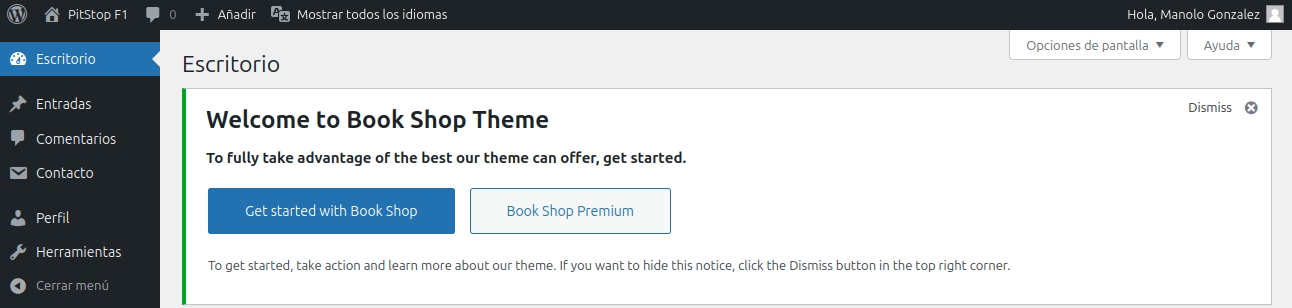 PitStop F1 0 Añadir Mostrar todos los idiomas Hola, Manolo Gonzalez
Opciones de pantalla Ayuda
Escritorio
Entradas
Comentarios
Contacto
Perfil
Herramientas
Cerrar menú
Escritorio
Welcome to Book Shop Theme
Dismiss
To fully take advantage of the best our theme can offer, get started.
Get started with Book Shop Book Shop Premium
To get started, take action and learn more about our theme. If you want to hide this notice, click the Dismiss button in the top right corner.